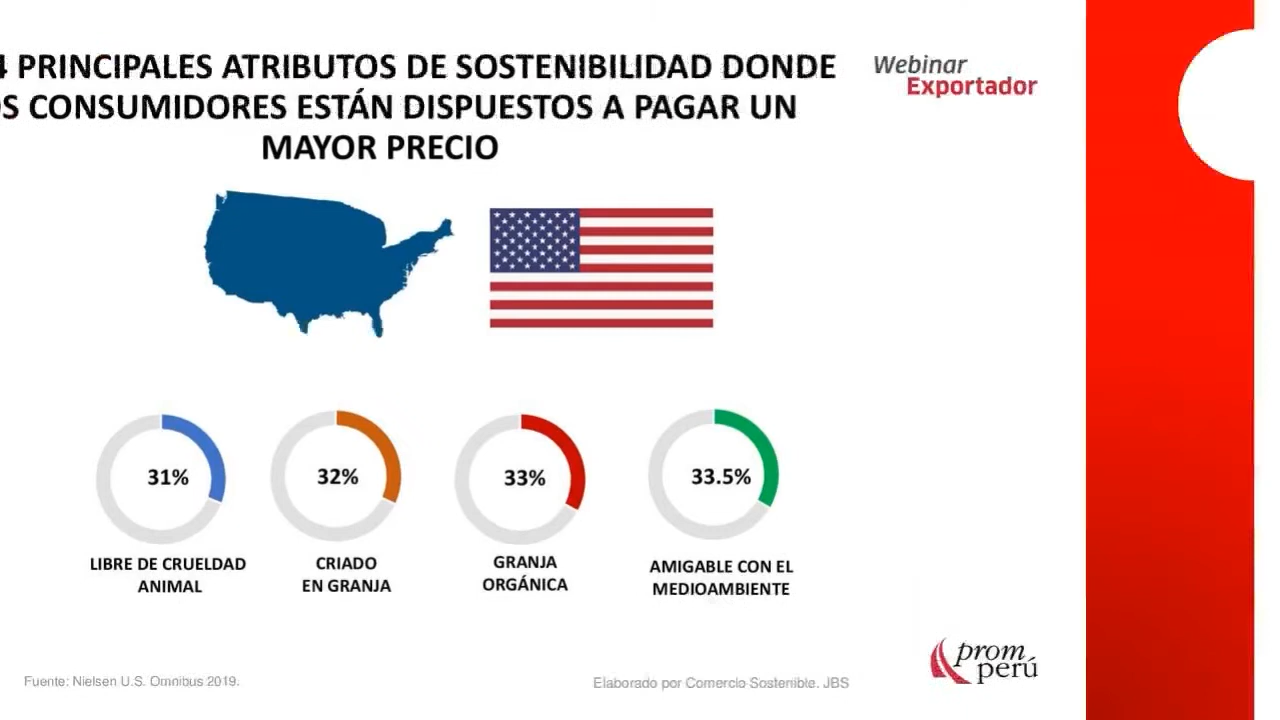 4 PRINCIPALES ATRIBUTOS DE SOSTENIBILIDAD DONDE
OS CONSUMIDORES ESTÁN DISPUESTOS A PAGAR UN
MAYOR PRECIO
Webinar
Exportador
31%
32%
33%
33.5%
LIBRE DE CRUELDAD
ANIMAL
CRIADO
EN GRANJA
GRANJA
ORGÁNICA
AMIGABLE CON EL
MEDIOAMBIENTE
prom
perú
Fuente: Nielsen U.S. Omnibus 2019.
Elaborado por Comercio Sostenible. JBS